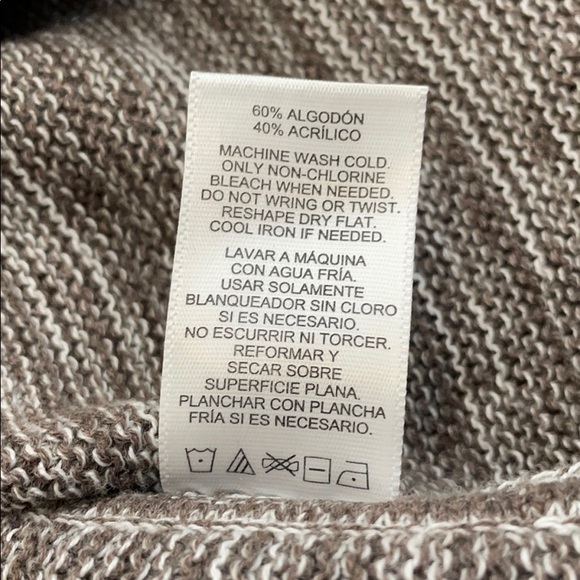 60% ALGODÓN
40% ACRÍLICO
MACHINE WASH COLD.
ONLY NON-CHLORINE
BLEACH WHEN NEEDED.
DO NOT WRING OR TWIST.
RESHAPE DRY FLAT.
COOL IRON IF NEEDED.
LAVAR A MÁQUINA
CON AGUA FRÍA.
USAR SOLAMENTE
BLANQUEADOR SIN CLORO
SI ES NECESARIO.
NO ESCURRIR NI TORCER.
REFORMAR Y
SECAR SOBRE
SUPERFICIE PLANA.
PLANCHAR CON PLANCHA
FRÍA SI ES NECESARIO.